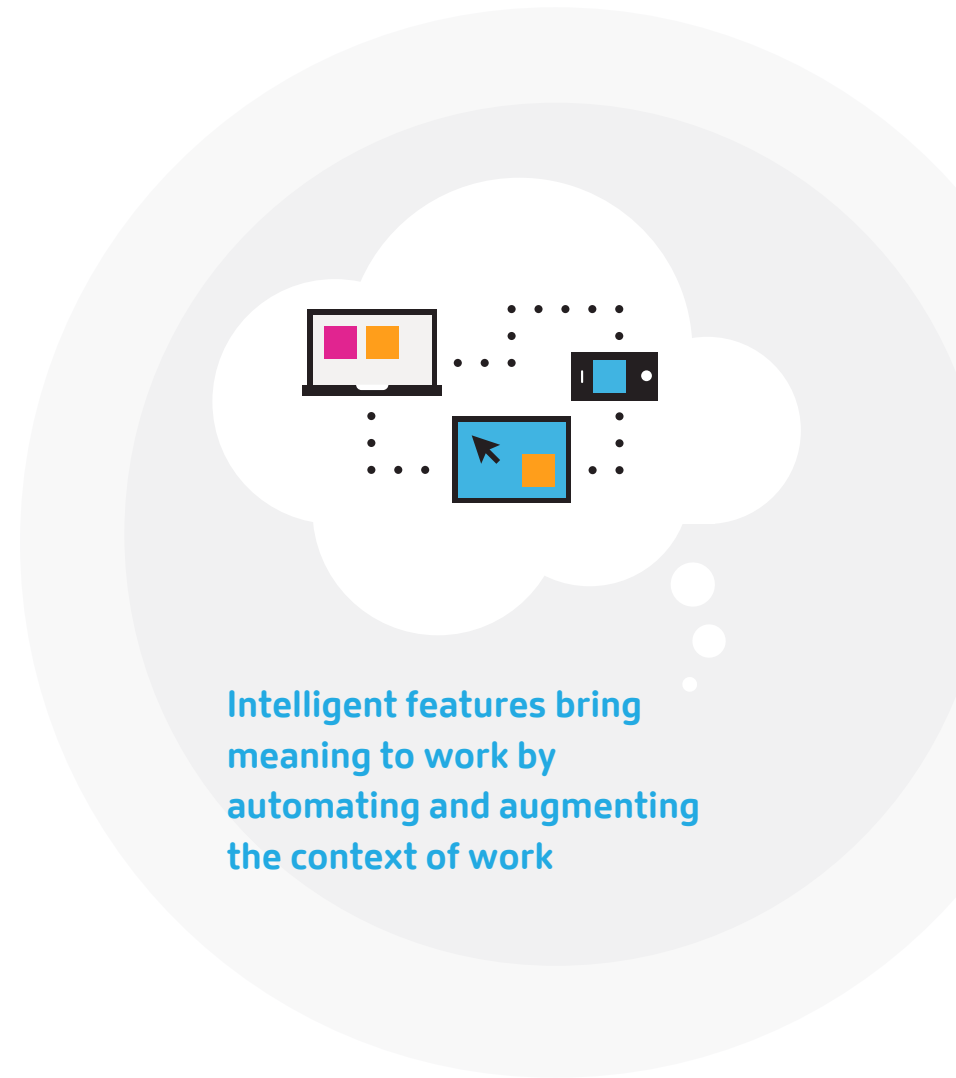 Intelligent features bring
meaning to work by
automating and augmenting
the context of work